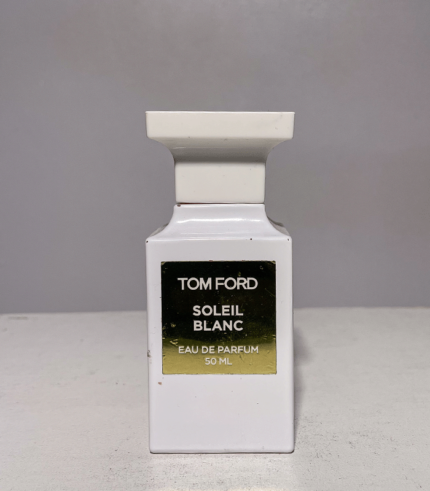 TOM FORD
SOLEIL
BLANC
EAU DE PARFUM
50 ML